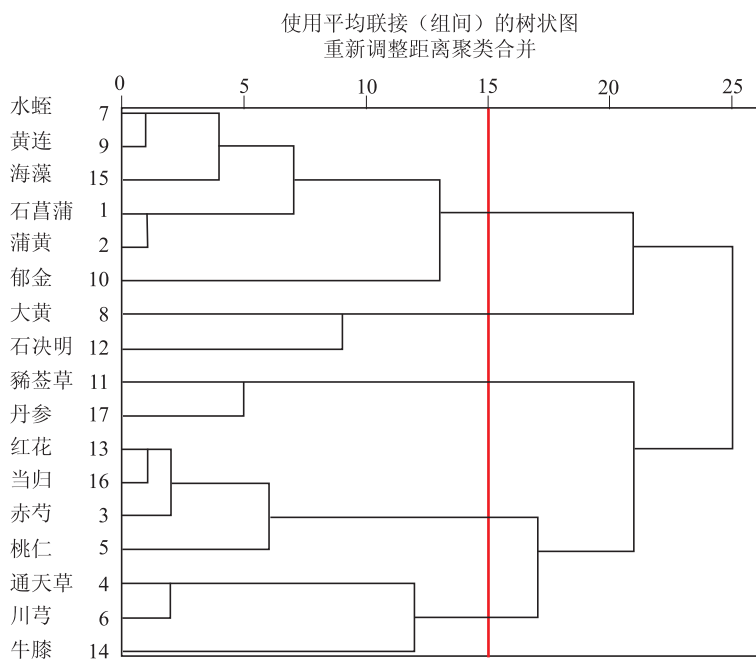 使用平均联接（组间）的树状图
重新调整距离聚类合并
0 5 10 15 20 25
水蛭 7
黄连 9
海藻 15
石菖蒲 1
蒲黄 2
郁金 10
大黄 8
石决明 12
豨莶草 11
丹参 17
红花 13
当归 16
赤芍 3
桃仁 5
通天草 4
川芎 6
牛膝 14